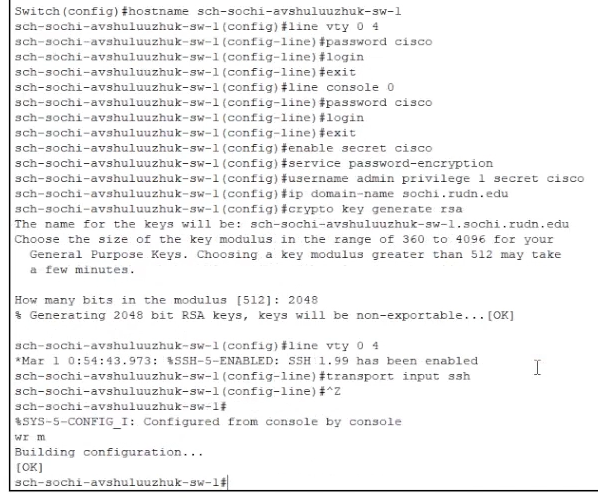 Switch(config)#hostname sch-sochi-avshuluuzhuk-sw-1
sch-sochi-avshuluuzhuk-sw-1(config)#line vty 0 4
sch-sochi-avshuluuzhuk-sw-1(config-line)#password cisco
sch-sochi-avshuluuzhuk-sw-1(config-line)#login
sch-sochi-avshuluuzhuk-sw-1(config-line)#exit
sch-sochi-avshuluuzhuk-sw-1(config)#line console 0
sch-sochi-avshuluuzhuk-sw-1(config-line)#password cisco
sch-sochi-avshuluuzhuk-sw-1(config-line)#login
sch-sochi-avshuluuzhuk-sw-1(config-line)#exit
sch-sochi-avshuluuzhuk-sw-1(config)#enable secret cisco
sch-sochi-avshuluuzhuk-sw-1(config)#service password-encryption
sch-sochi-avshuluuzhuk-sw-1(config)#username admin privilege 1 secret cisco
sch-sochi-avshuluuzhuk-sw-1(config)#ip domain-name sochi.rudn.edu
sch-sochi-avshuluuzhuk-sw-1(config)#crypto key generate rsa
The name for the keys will be: sch-sochi-avshuluuzhuk-sw-1.sochi.rudn.edu
Choose the size of the key modulus in the range of 360 to 4096 for your
General Purpose Keys. Choosing a key modulus greater than 512 may take
a few minutes.
How many bits in the modulus [512]: 2048
% Generating 2048 bit RSA keys, keys will be non-exportable...[OK]
sch-sochi-avshuluuzhuk-sw-1(config)#line vty 0 4
*Mar 1 0:54:43.973: %SSH-5-ENABLED: SSH 1.99 has been enabled
sch-sochi-avshuluuzhuk-sw-1(config-line)#transport input ssh
sch-sochi-avshuluuzhuk-sw-1(config-line)#^Z
sch-sochi-avshuluuzhuk-sw-1#
%SYS-5-CONFIG_I: Configured from console by console
wr m
Building configuration...
[OK]
sch-sochi-avshuluuzhuk-sw-1#